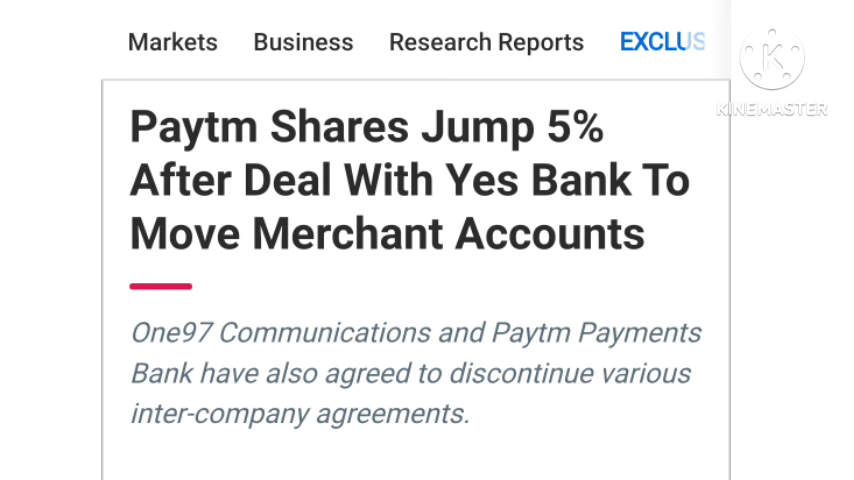 Markets Business Research Reports EXCLUS
K
KINEMASTER
Paytm Shares Jump 5%
After Deal With Yes Bank To
Move Merchant Accounts
One97 Communications and Paytm Payments
Bank have also agreed to discontinue various
inter-company agreements.